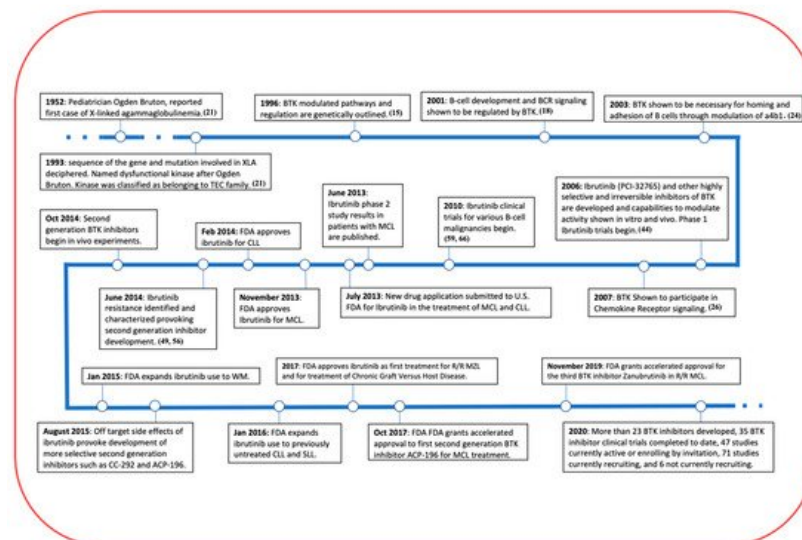 1952: Pediatrician Ogden Bruton, reported
first case of X-linked agammaglobulinemia. (21)
1996: BTK modulated pathways and
regulation are genetically outlined. (15)
2001: B-cell development and BCR signaling
shown to be regulated by BTK. (18)
2003: BTK shown to be necessary for homing and
adhesion of B cells through modulation of a4b1. (24)
1993: sequence of the gene and mutation involved in XLA
deciphered. Named dysfunctional kinase after Ogden
Bruton. Kinase was classified as belonging to TEC family. (21)
2006: Ibrutinib (PCI-32765) and other highly
selective and irreversible inhibitors of BTK
are developed and capabilities to modulate
activity shown in vitro and vivo. Phase 1
Ibrutinib trials begin. (44)
2007: BTK Shown to participate in
Chemokine Receptor signaling. (26)
2010: Ibrutinib clinical
trials for various B-cell
malignancies begin.
(59, 66)
June 2013:
Ibrutinib phase 2
study results in
patients with MCL
are published.
July 2013: New drug application submitted to U.S.
FDA for Ibrutinib in the treatment of MCL and CLL.
November 2013:
FDA approves
Ibrutinib for MCL.
Feb 2014: FDA approves
ibrutinib for CLL
June 2014: Ibrutinib
resistance identified and
characterized provoking
second generation inhibitor
development. (49, 56)
Oct 2014: Second
generation BTK inhibitors
begin in vivo experiments.
Jan 2015: FDA expands ibrutinib use to WM.
August 2015: Off target side effects of
ibrutinib provoke development of
more selective second generation
inhibitors such as CC-292 and ACP-196.
Jan 2016: FDA expands
ibrutinib use to previously
untreated CLL and SLL.
2017: FDA approves ibrutinib as first treatment for R/R MZL
and for treatment of Chronic Graft Versus Host Disease.
Oct 2017: FDA FDA grants accelerated
approval to first second generation BTK
inhibitor ACP-196 for MCL treatment.
November 2019: FDA grants accelerated approval for
the third BTK inhibitor Zanubrutinib in R/R MCL.
2020: More than 23 BTK inhibitors developed, 35 BTK
inhibitor clinical trials completed to date, 47 studies
currently active or enrolling by invitation, 71 studies
currently recruiting, and 6 not currently recruiting.